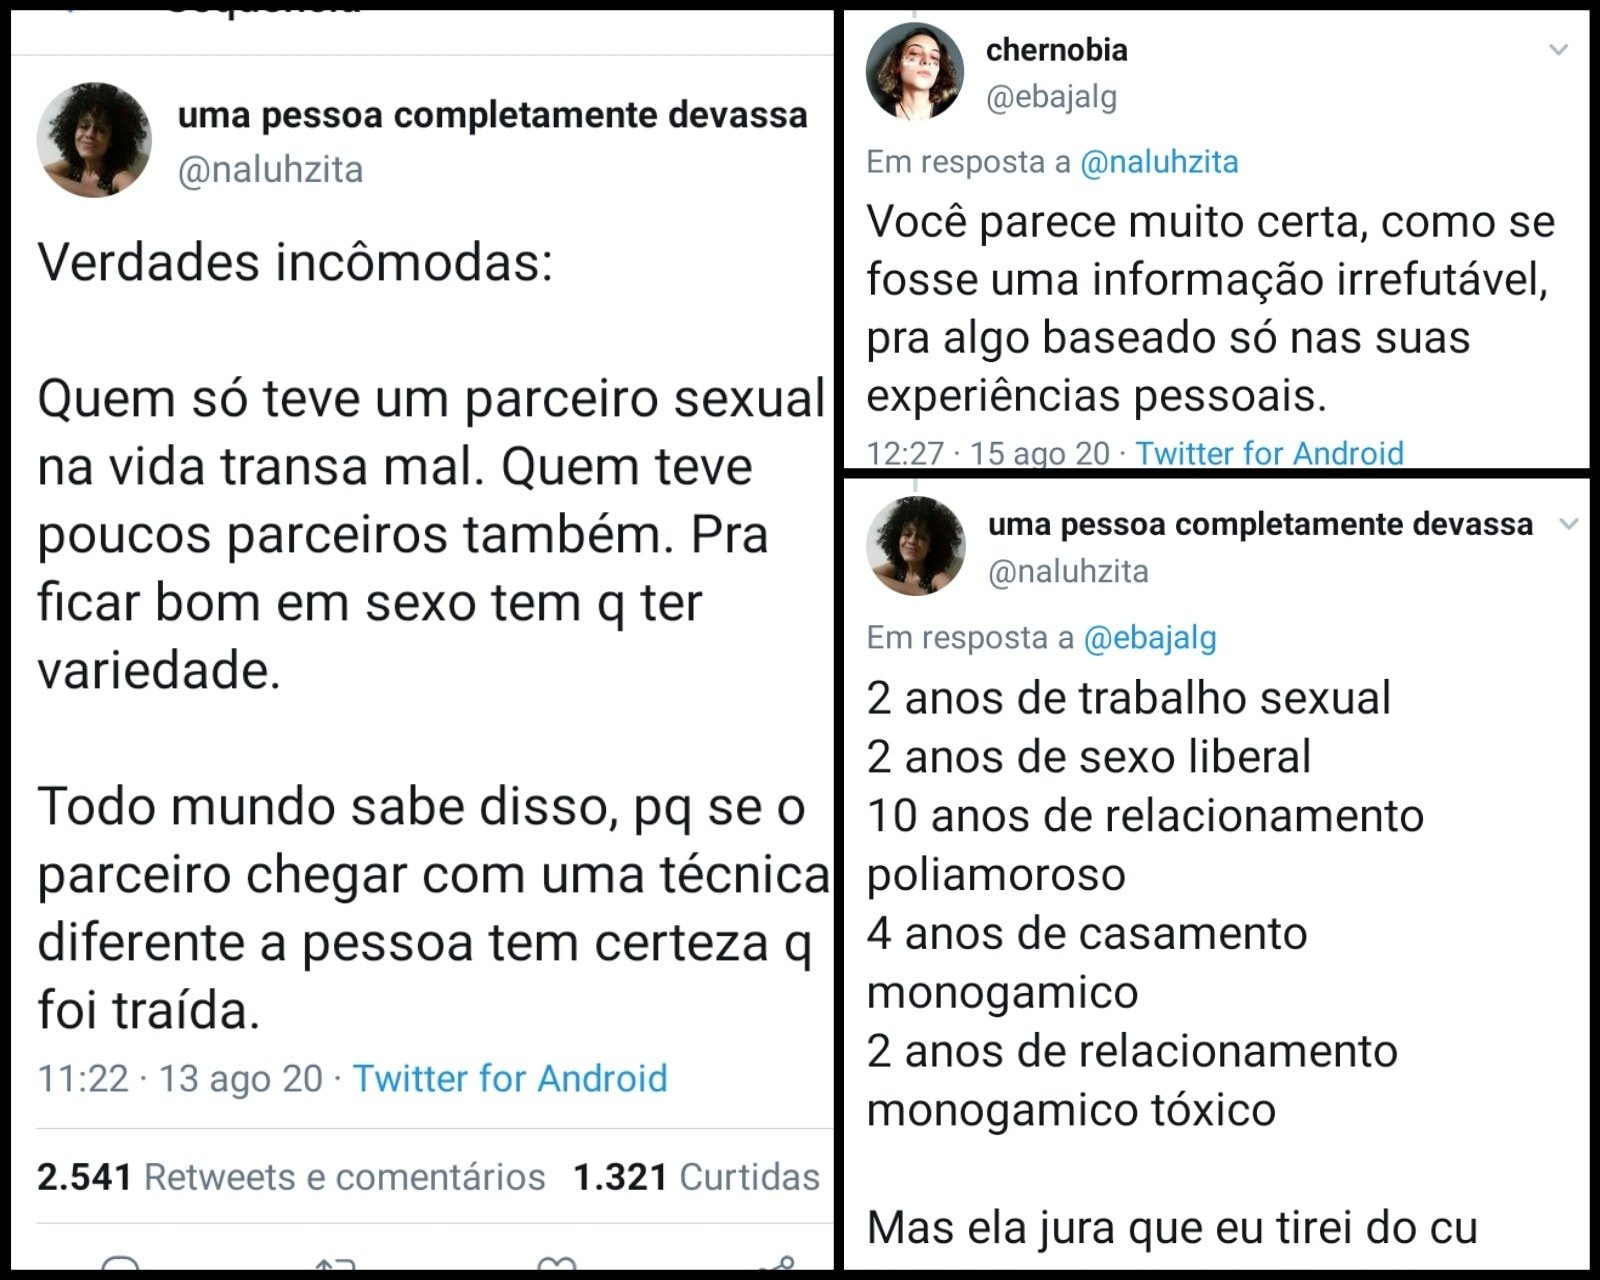 uma pessoa completamente devassa
@naluhzita
Verdades incômodas:
Quem só teve um parceiro sexual
na vida transa mal. Quem teve
poucos parceiros também. Pra
ficar bom em sexo tem q ter
variedade.
Todo mundo sabe disso, pq se o
parceiro chegar com uma técnica
diferente a pessoa tem certeza q
foi traída.
11:22 · 13 ago 20 · Twitter for Android
2.541 Retweets e comentários 1.321 Curtidas
chernobia
@ebajalg
Em resposta a @naluhzita
Você parece muito certa, como se
fosse uma informação irrefutável,
pra algo baseado só nas suas
experiências pessoais.
12:27 · 15 ago 20 · Twitter for Android
uma pessoa completamente devassa
@naluhzita
Em resposta a @ebajalg
2 anos de trabalho sexual
2 anos de sexo liberal
10 anos de relacionamento
poliamoroso
4 anos de casamento
monogamico
2 anos de relacionamento
monogamico tóxico
Mas ela jura que eu tirei do cu